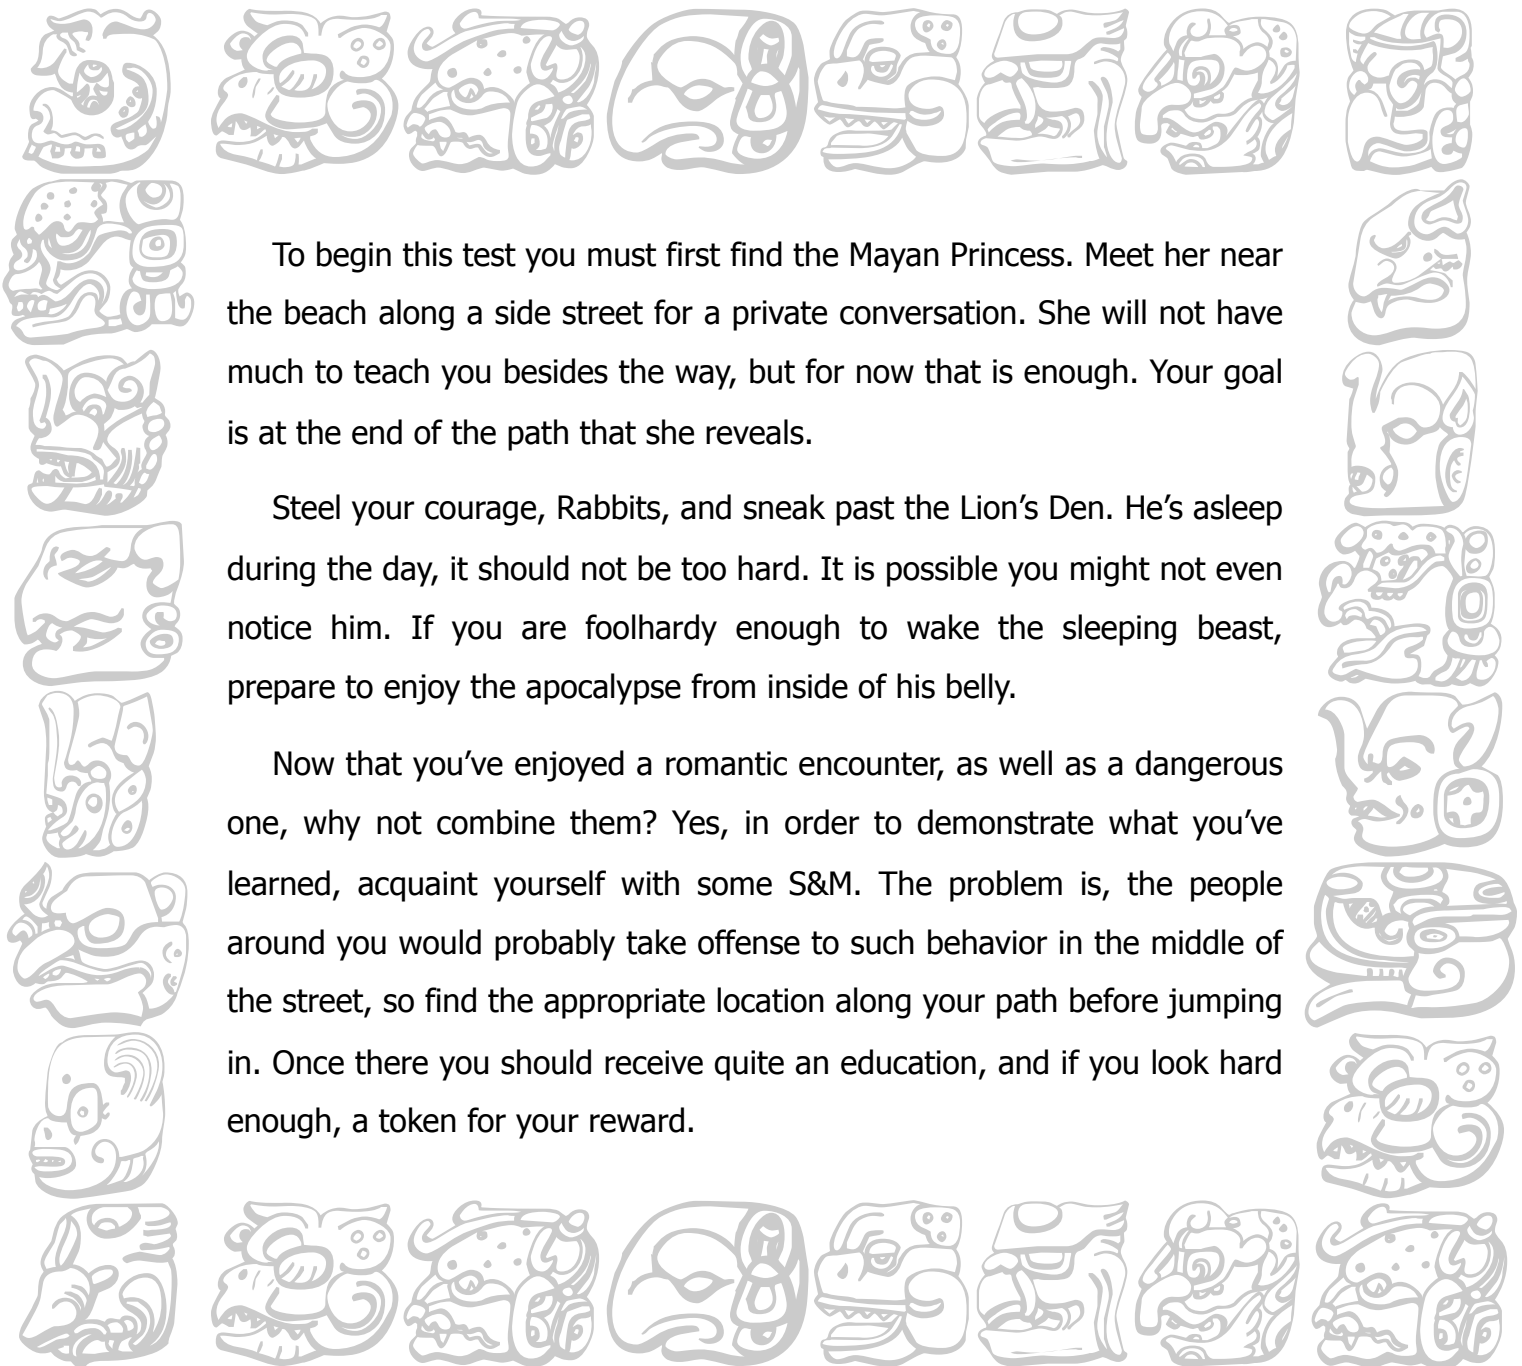 To begin this test you must first find the Mayan Princess. Meet her near
the beach along a side street for a private conversation. She will not have
much to teach you besides the way, but for now that is enough. Your goal
is at the end of the path that she reveals.
Steel your courage, Rabbits, and sneak past the Lion’s Den. He’s asleep
during the day, it should not be too hard. It is possible you might not even
notice him. If you are foolhardy enough to wake the sleeping beast,
prepare to enjoy the apocalypse from inside of his belly.
Now that you’ve enjoyed a romantic encounter, as well as a dangerous
one, why not combine them? Yes, in order to demonstrate what you’ve
learned, acquaint yourself with some S&M. The problem is, the people
around you would probably take offense to such behavior in the middle of
the street, so find the appropriate location along your path before jumping
in. Once there you should receive quite an education, and if you look hard
enough, a token for your reward.